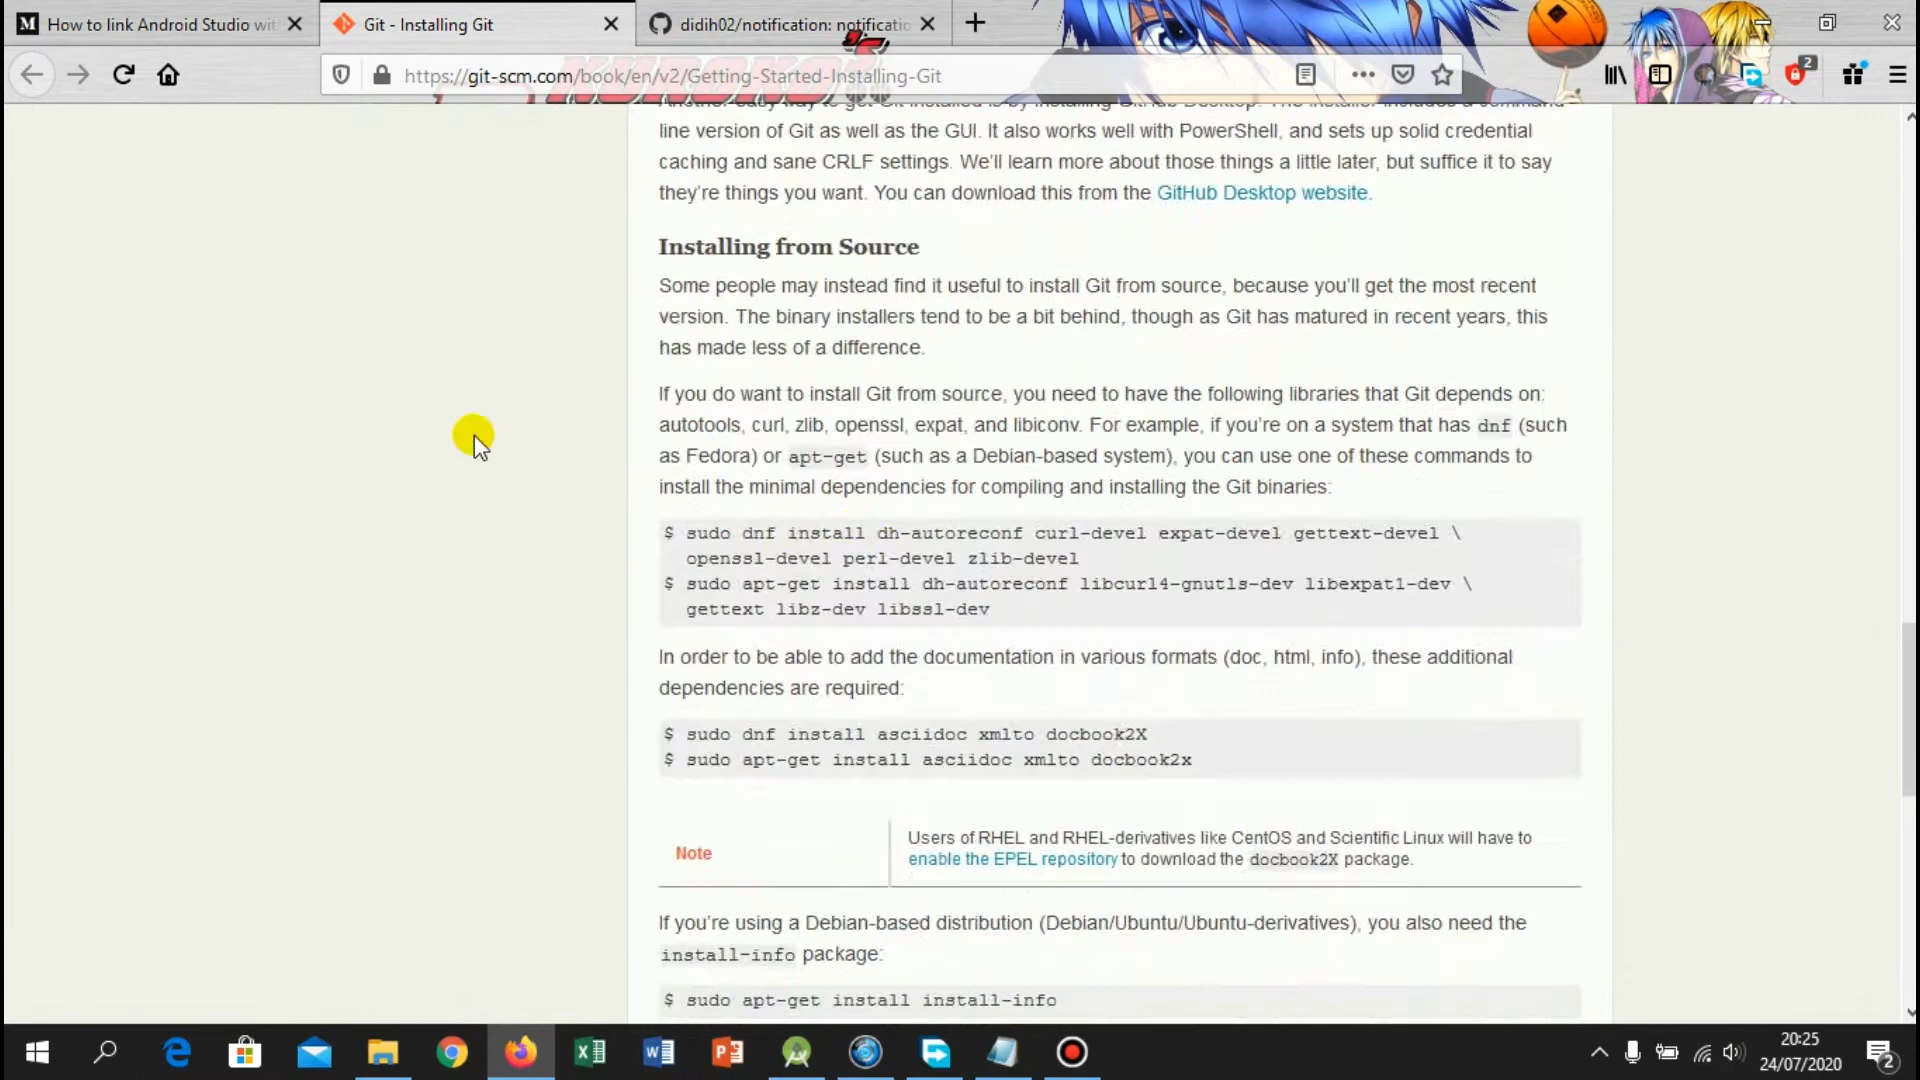 How to link Android Studio wit
Git - Installing Git
didih02/notification: notificatio
https://git-scm.com/book/en/v2/Getting-Started-Installing-Git
2
line version of Git as well as the GUI. It also works well with PowerShell, and sets up solid credential
caching and sane CRLF settings. We’ll learn more about those things a little later, but suffice it to say
they’re things you want. You can download this from the GitHub Desktop website.
Installing from Source
Some people may instead find it useful to install Git from source, because you’ll get the most recent
version. The binary installers tend to be a bit behind, though as Git has matured in recent years, this
has made less of a difference.
If you do want to install Git from source, you need to have the following libraries that Git depends on:
autotools, curl, zlib, openssl, expat, and libiconv. For example, if you’re on a system that has dnf (such
as Fedora) or apt-get (such as a Debian-based system), you can use one of these commands to
install the minimal dependencies for compiling and installing the Git binaries:
$ sudo dnf install dh-autoreconf curl-devel expat-devel gettext-devel \
openssl-devel perl-devel zlib-devel
$ sudo apt-get install dh-autoreconf libcurl4-gnutls-dev libexpat1-dev \
gettext libz-dev libssl-dev
In order to be able to add the documentation in various formats (doc, html, info), these additional
dependencies are required:
$ sudo dnf install asciidoc xmlto docbook2X
$ sudo apt-get install asciidoc xmlto docbook2x
Note
Users of RHEL and RHEL-derivatives like CentOS and Scientific Linux will have to
enable the EPEL repository to download the docbook2X package.
If you’re using a Debian-based distribution (Debian/Ubuntu/Ubuntu-derivatives), you also need the
install-info package:
$ sudo apt-get install install-info
20:25
24/07/2020
2